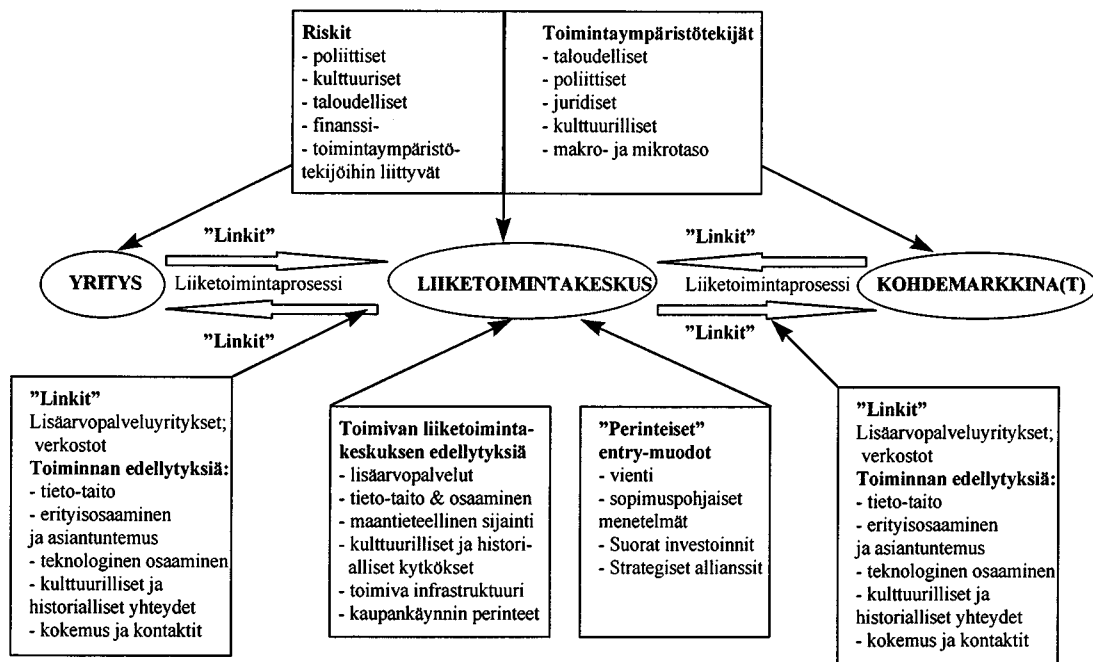 Riskit
- poliittiset
- kulttuuriset
- taloudelliset
- finanssi-
- toimintaympäristö-
tekijöihin liittyvät
Toimintaympäristötekijät
- taloudelliset
- poliittiset
- juridiset
- kulttuurilliset
- makro- ja mikrotaso
"Linkit"
"Linkit"
YRITYS
Liiketoimintaprosessi
LIIKETOIMINTAKESKUS
Liiketoimintaprosessi
KOHDEMARKKINA(T)
"Linkit"
"Linkit"
"Linkit"
Lisäarvopalveluyritykset;
verkostot
Toiminnan edellytyksiä:
- tieto-taito
- erityisosaaminen
ja asiantuntemus
- teknologinen osaaminen
- kulttuurilliset ja
historialliset yhteydet
- kokemus ja kontaktit
Toimivan liiketoiminta-
keskuksen edellytyksiä
- lisäarvopalvelut
- tieto-taito & osaaminen
- maantieteellinen sijainti
- kulttuurilliset ja histori-
alliset kytkökset
- toimiva infrastruktuuri
- kaupankäynnin perinteet
"Perinteiset"
entry-muodot
- vienti
- sopimuspohjaiset
menetelmät
- Suorat investoinnit
- Strategiset allianssit
"Linkit"
Lisäarvopalveluyritykset;
verkostot
Toiminnan edellytyksiä:
- tieto-taito
- erityisosaaminen
ja asiantuntemus
- teknologinen osaaminen
- kulttuurilliset ja
historialliset yhteydet
- kokemus ja kontaktit